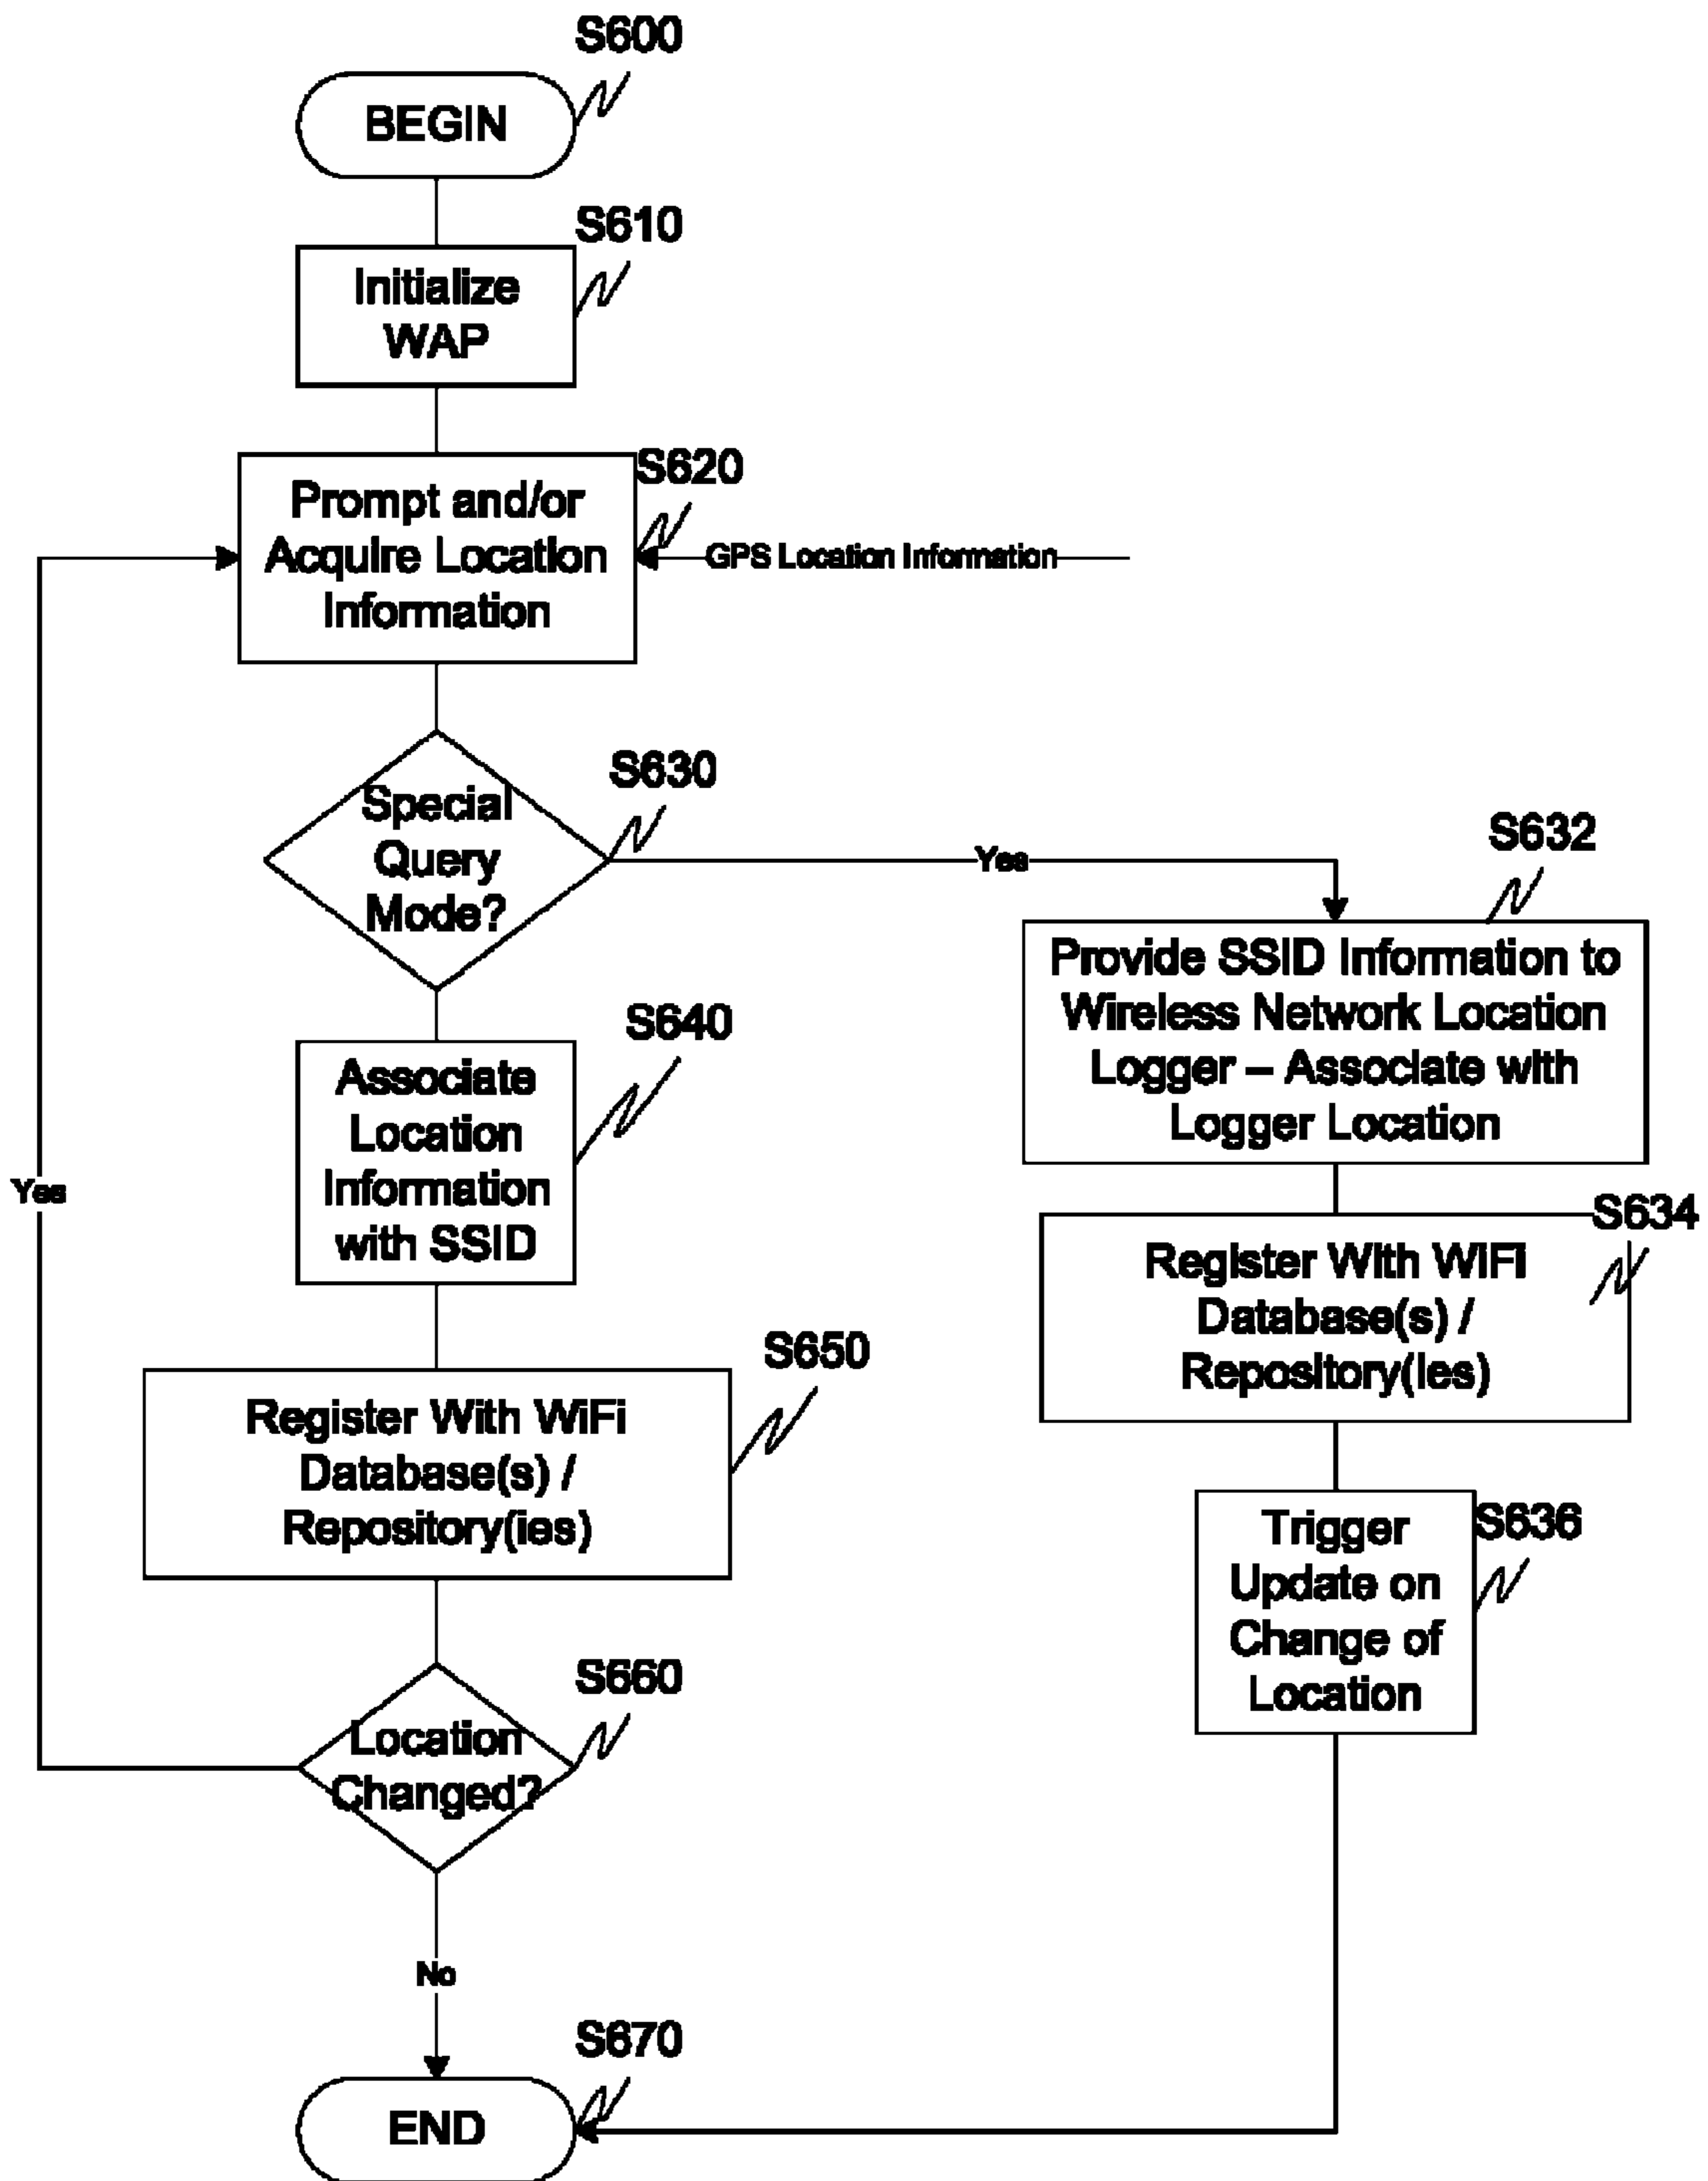 S600
BEGIN
S610
Initialize
WAP
S620
Prompt and/or
Acquire Location
Information
GPS Location Information
S630
Special
Query
Mode?
Yes
S632
Provide SSID Information to
Wireless Network Location
Logger – Associate with
Logger Location
S640
Associate
Location
Information
with SSID
Yes
S634
Register With WiFi
Database(s) /
Repository(ies)
S650
Register With WiFi
Database(s) /
Repository(ies)
S636
Trigger
Update on
Change of
Location
S660
Location
Changed?
No
S670
END